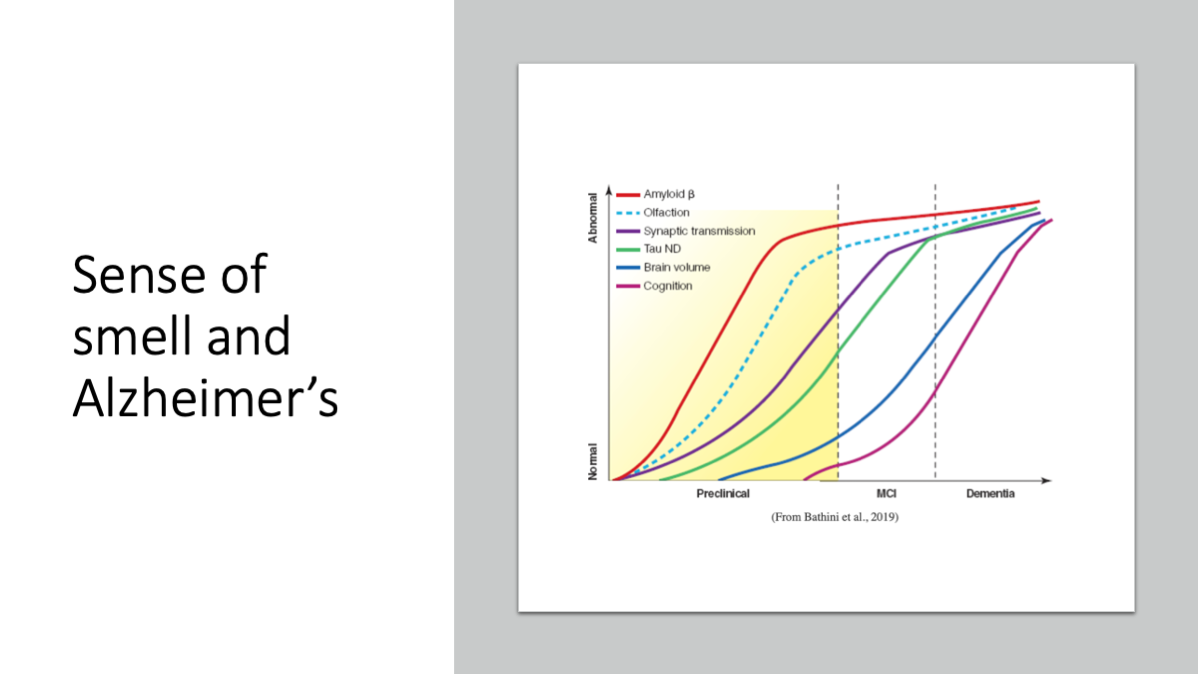 Sense of
smell and
Alzheimer’s
Abnormal
Normal
Amyloid β
Olfaction
Synaptic transmission
Tau ND
Brain volume
Cognition
Preclinical
MCI
Dementia
(From Bathini et al., 2019)